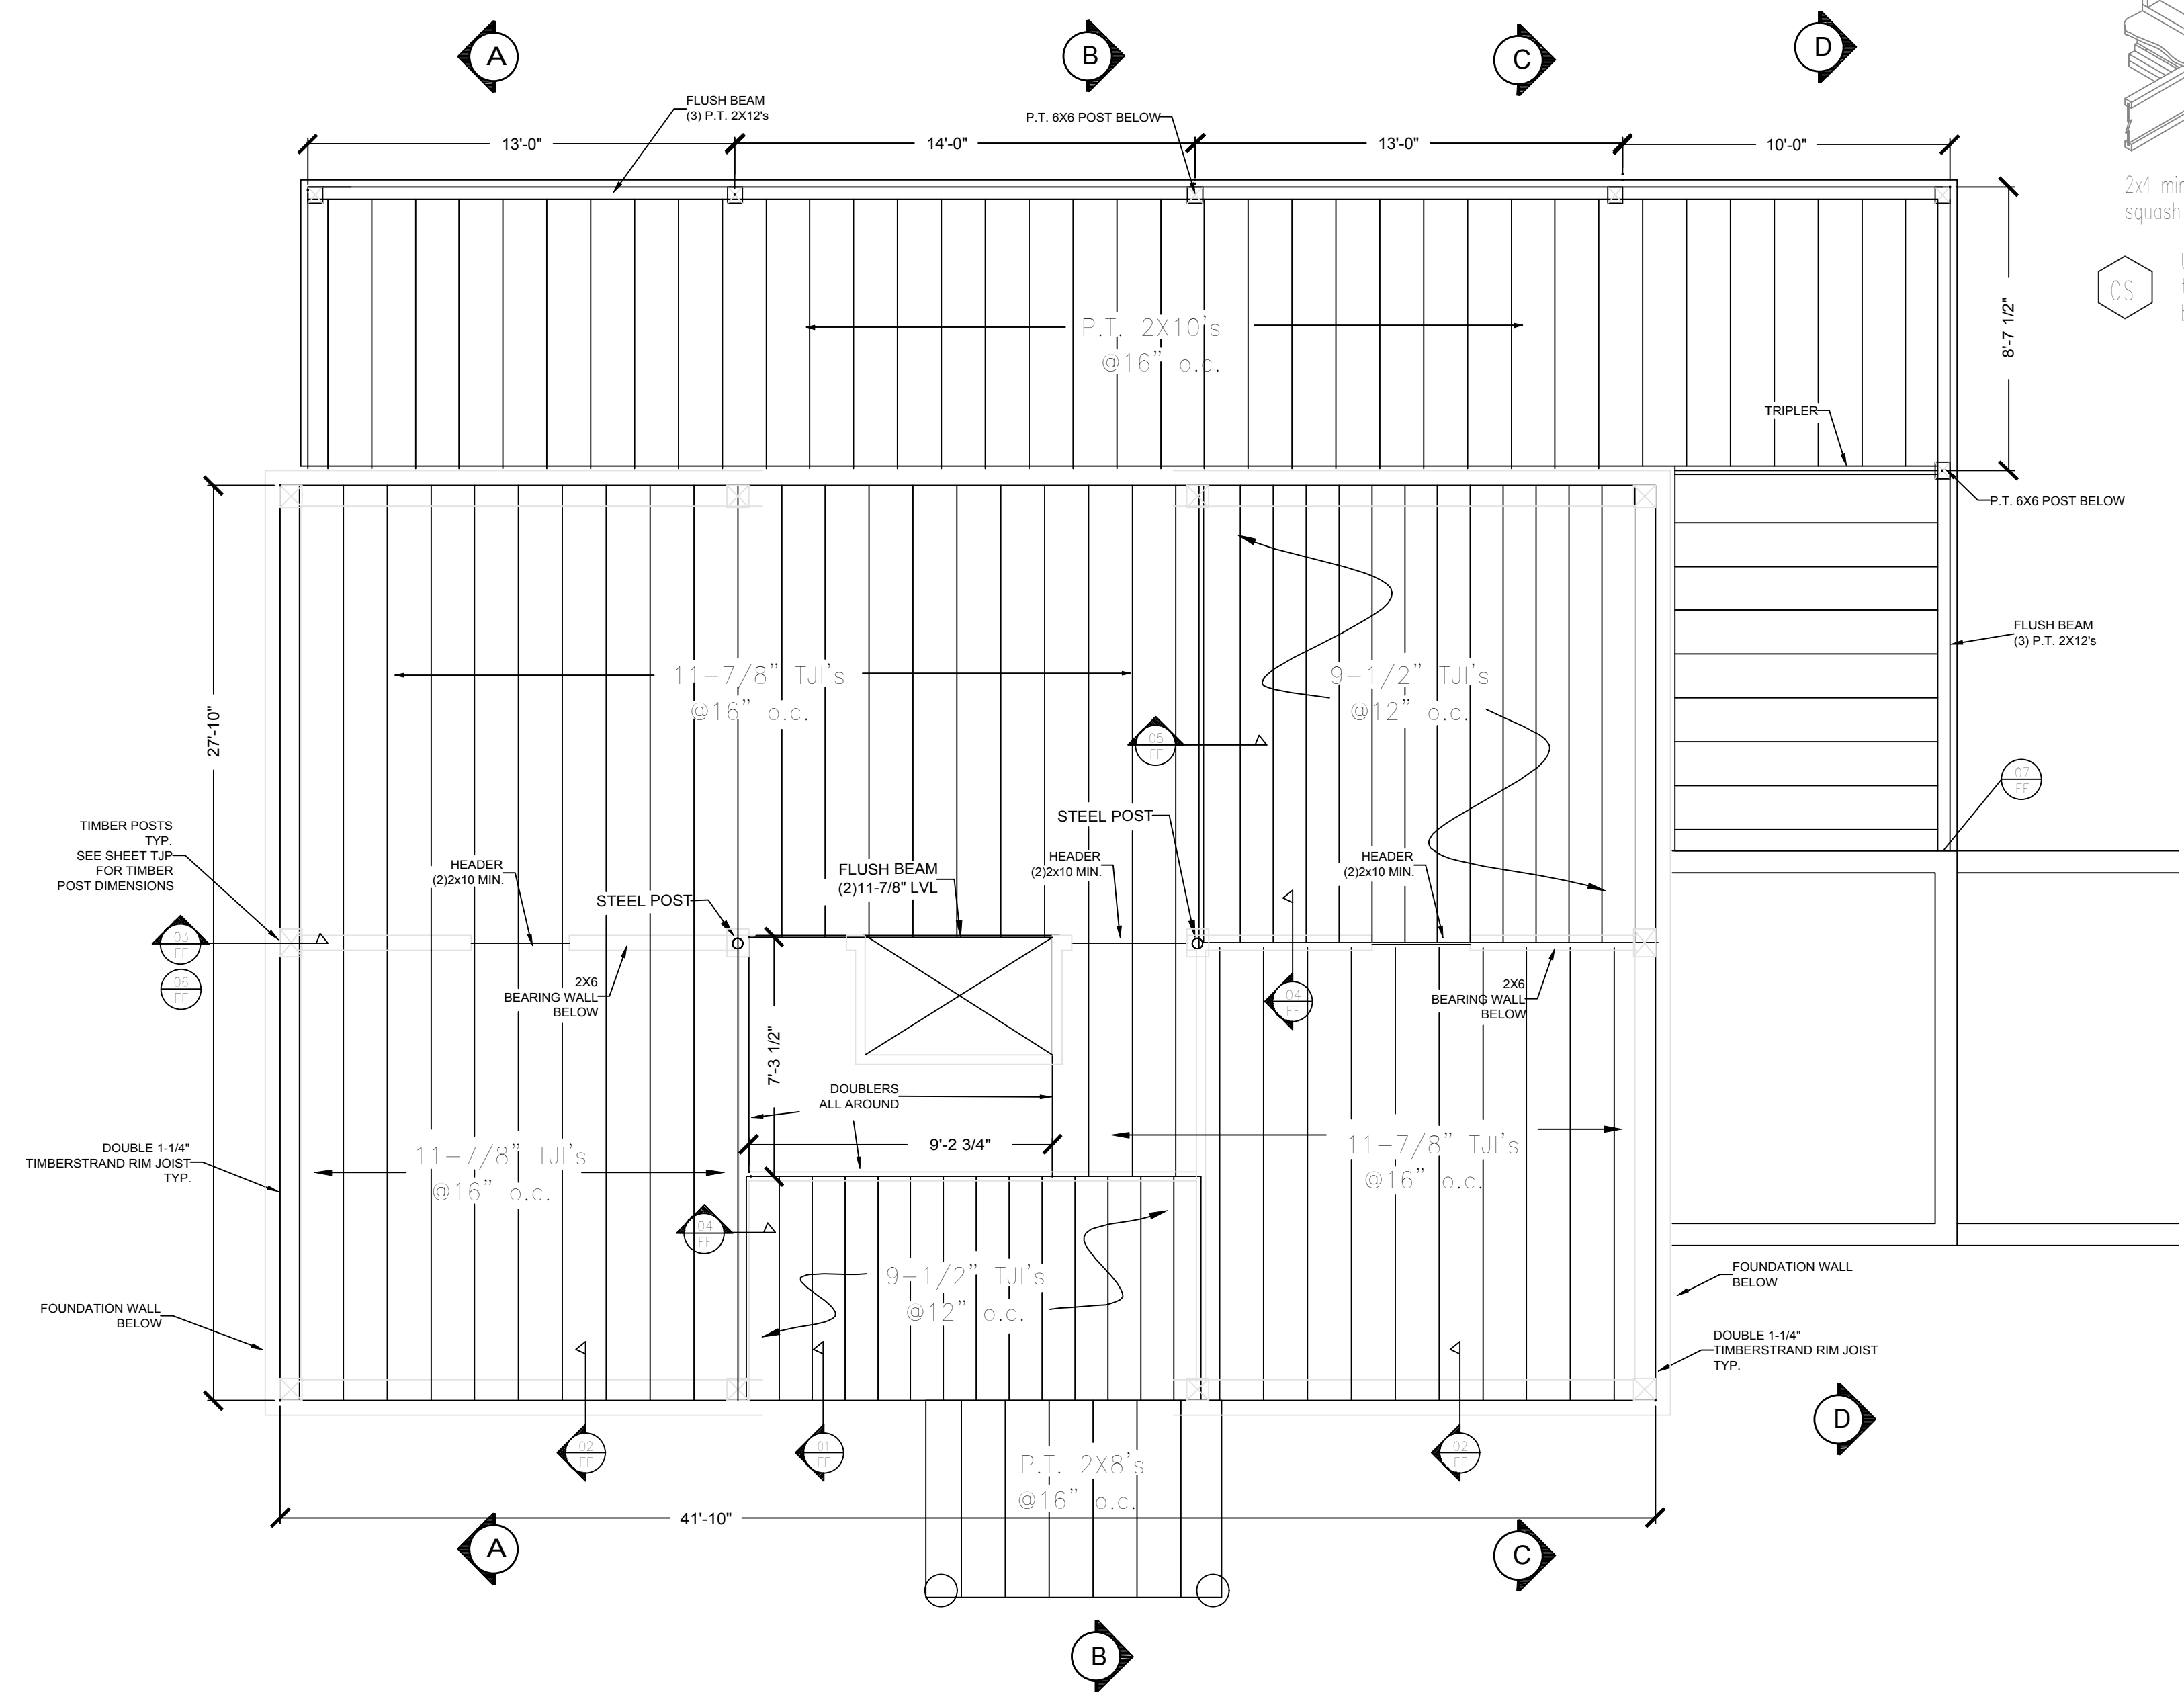 A
B
C
D
FLUSH BEAM
(3) P.T. 2X12's
P.T. 6X6 POST BELOW
13'-0"
14'-0"
13'-0"
10'-0"
2x4
squash
CS
8'-7 1/2"
P.T. 2X10's
@16" o.c.
TRIPLER
P.T. 6X6 POST BELOW
FLUSH BEAM
(3) P.T. 2X12's
27'-10"
11-7/8" TJI's
@16" o.c.
9-1/2" TJI's
@12" o.c.
05
FF
07
FF
STEEL POST
TIMBER POSTS
TYP.
SEE SHEET TJP
FOR TIMBER
POST DIMENSIONS
HEADER
(2)2x10 MIN.
STEEL POST
FLUSH BEAM
(2)11-7/8" LVL
HEADER
(2)2x10 MIN.
HEADER
(2)2x10 MIN.
03
FF
06
FF
2X6
BEARING WALL
BELOW
04
FF
2X6
BEARING WALL
BELOW
7'-3 1/2"
DOUBLERS
ALL AROUND
9'-2 3/4"
DOUBLE 1-1/4"
TIMBERSTRAND RIM JOIST
TYP.
11-7/8" TJI's
@16" o.c.
11-7/8" TJI's
@16" o.c.
04
FF
9-1/2" TJI's
@12" o.c.
FOUNDATION WALL
BELOW
FOUNDATION WALL
BELOW
DOUBLE 1-1/4"
TIMBERSTRAND RIM JOIST
TYP.
02
FF
01
FF
02
FF
D
P.T. 2X8's
@16" o.c.
41'-10"
A
C
B